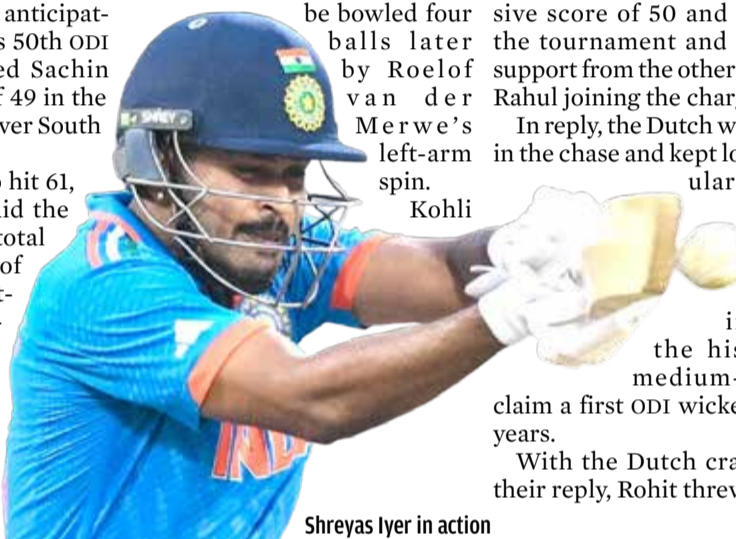 anticipat-
s 50th ODI
ed Sachin
f 49 in the
ver South
hit 61,
id the
total
of
t-
be bowled four
balls later
by Roelof
van der
Merwe's
left-arm
spin.
Kohli
sive score of 50 and
the tournament and
support from the other
Rahul joining the char
In reply, the Dutch w
in the chase and kept lo
ular
i
the his
medium-
claim a first ODI wicke
years.
With the Dutch cra
their reply, Rohit threw
SHREY
IND
Shreyas Iyer in action